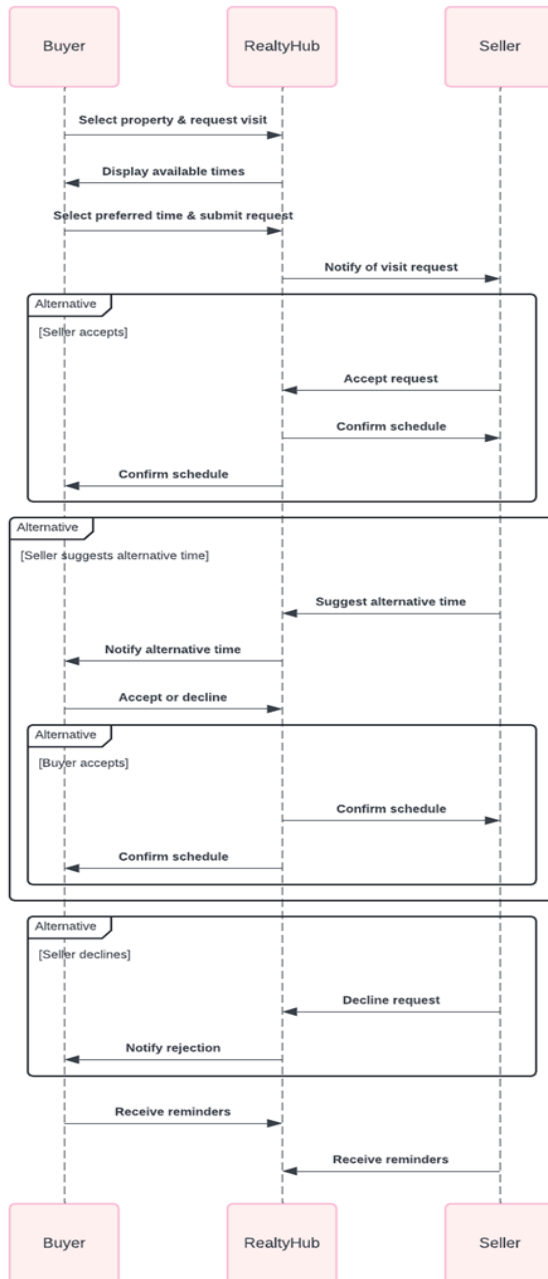 Buyer
RealtyHub
Seller
Select property & request visit
Display available times
Select preferred time & submit request
Notify of visit request
Alternative
[Seller accepts]
Accept request
Confirm schedule
Confirm schedule
Alternative
[Seller suggests alternative time]
Suggest alternative time
Notify alternative time
Accept or decline
Alternative
[Buyer accepts]
Confirm schedule
Confirm schedule
Alternative
[Seller declines]
Decline request
Notify rejection
Receive reminders
Receive reminders
Buyer
RealtyHub
Seller